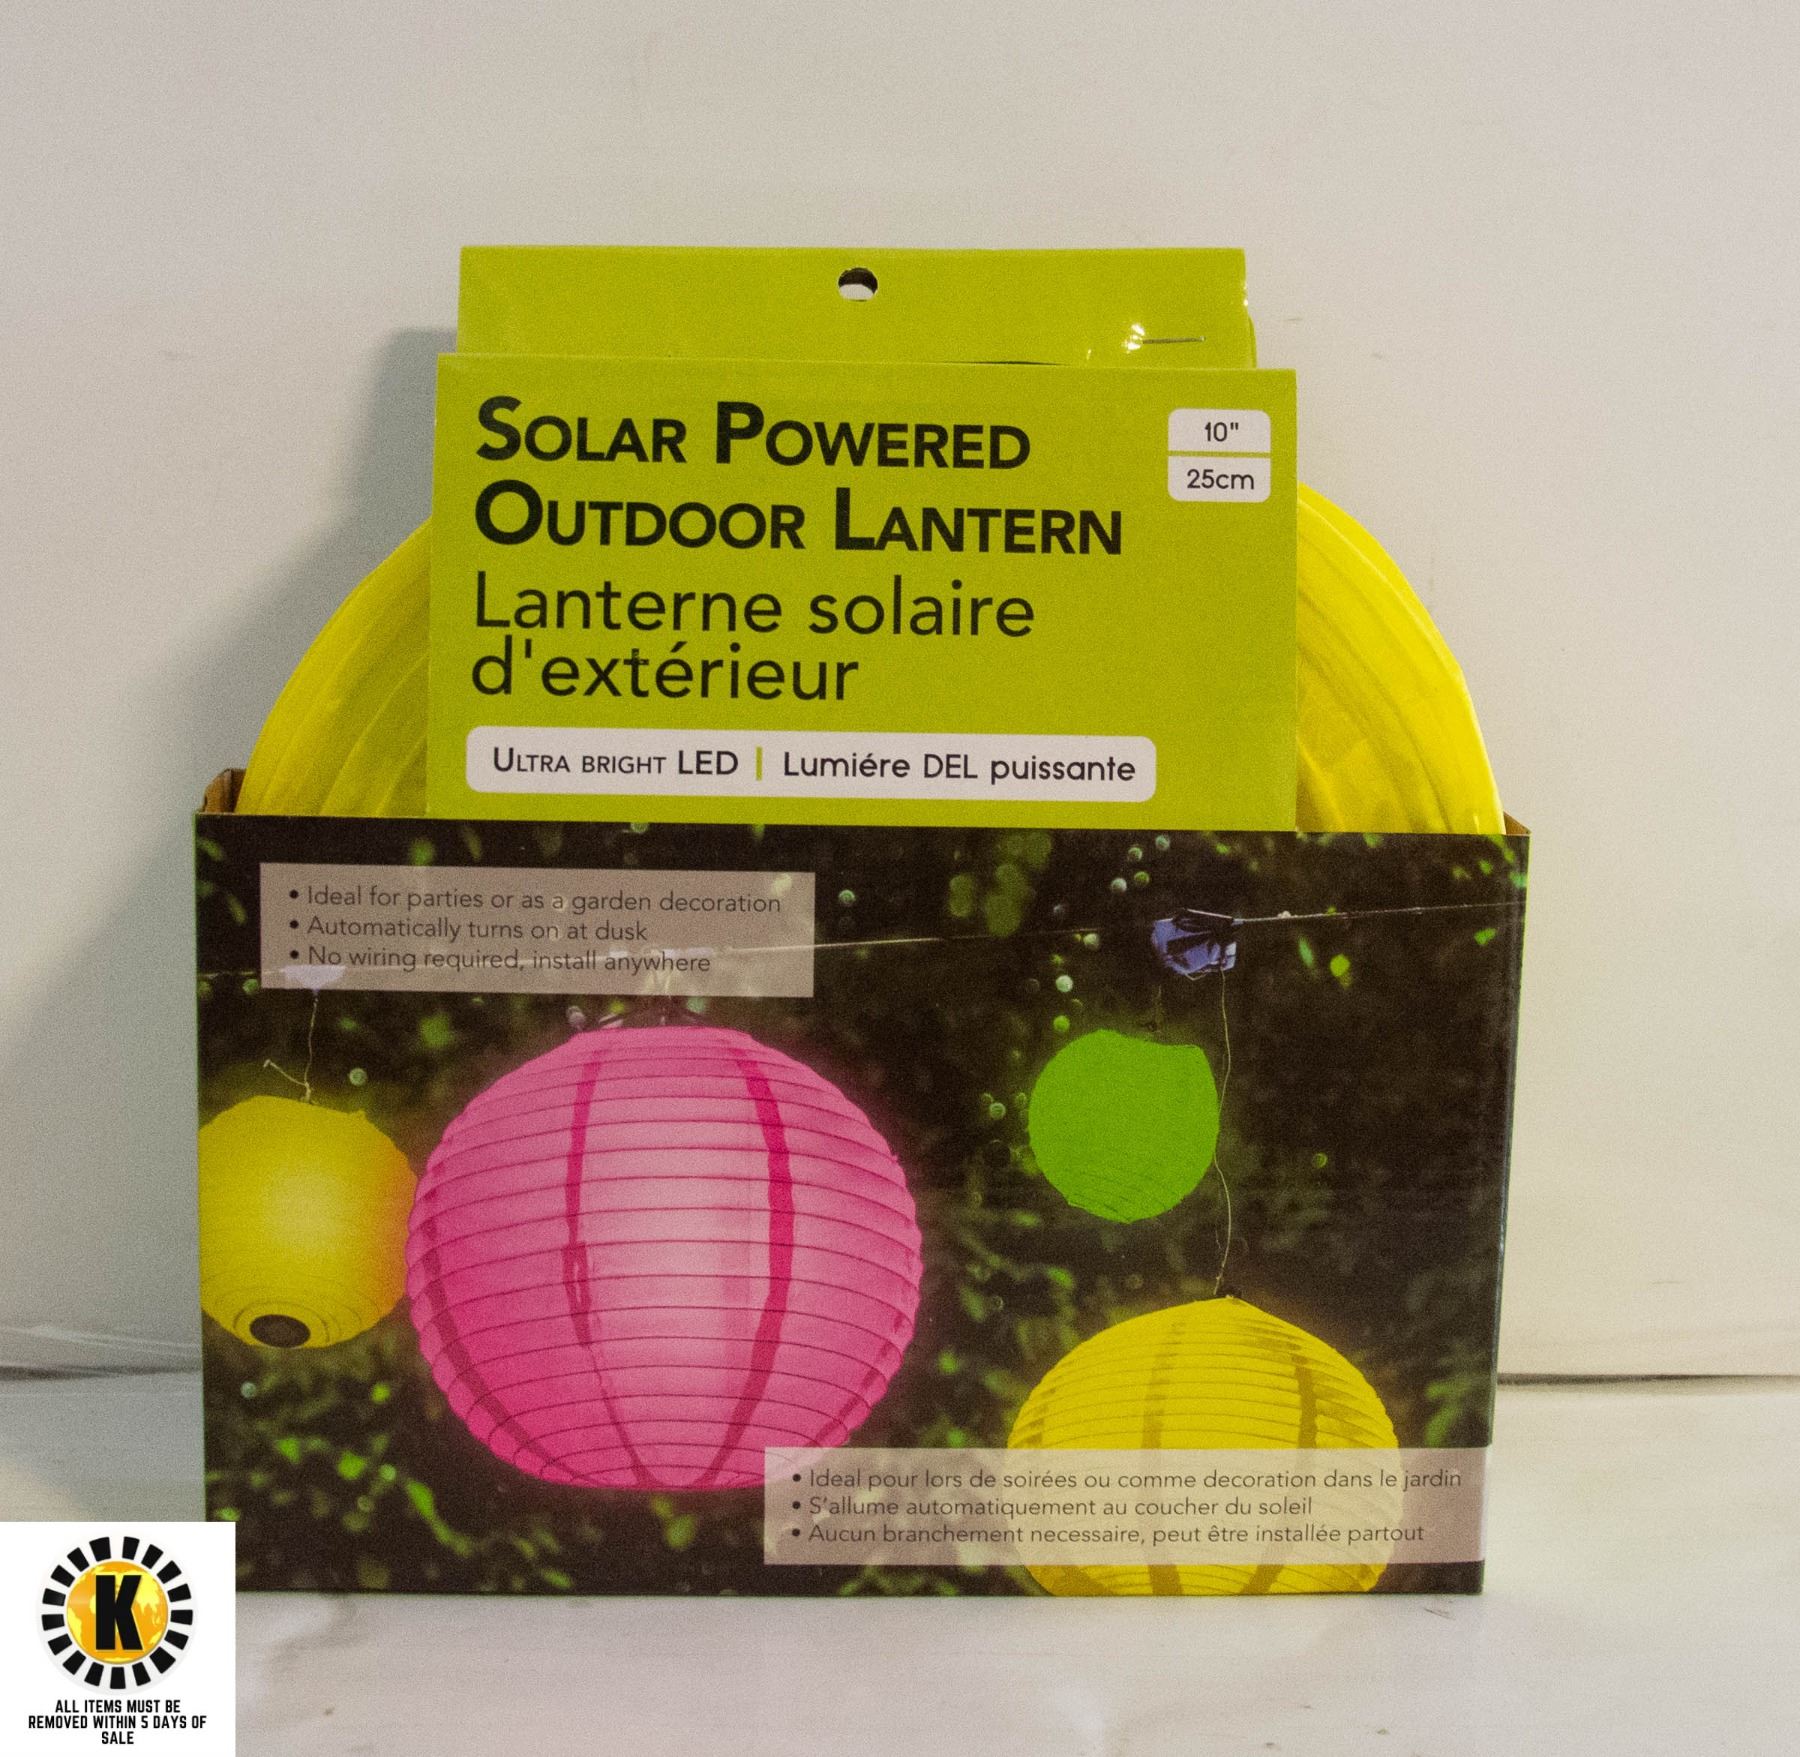 SOLAR POWERED
OUTDOOR LANTERN
Lanterne solaire
d'extérieur
10"
25cm
ULTRA BRIGHT LED | Lumiére DEL puissante
• Ideal for parties or as a garden decoration
• Automatically turns on at dusk
• No wiring required, install anywhere
• Ideal pour lors de soirées ou comme decoration dans le jardin
• S'allume automatiquement au coucher du soleil
• Aucun branchement necessaire, peut être installée partout
K
ALL ITEMS MUST BE
REMOVED WITHIN 5 DAYS OF
SALE